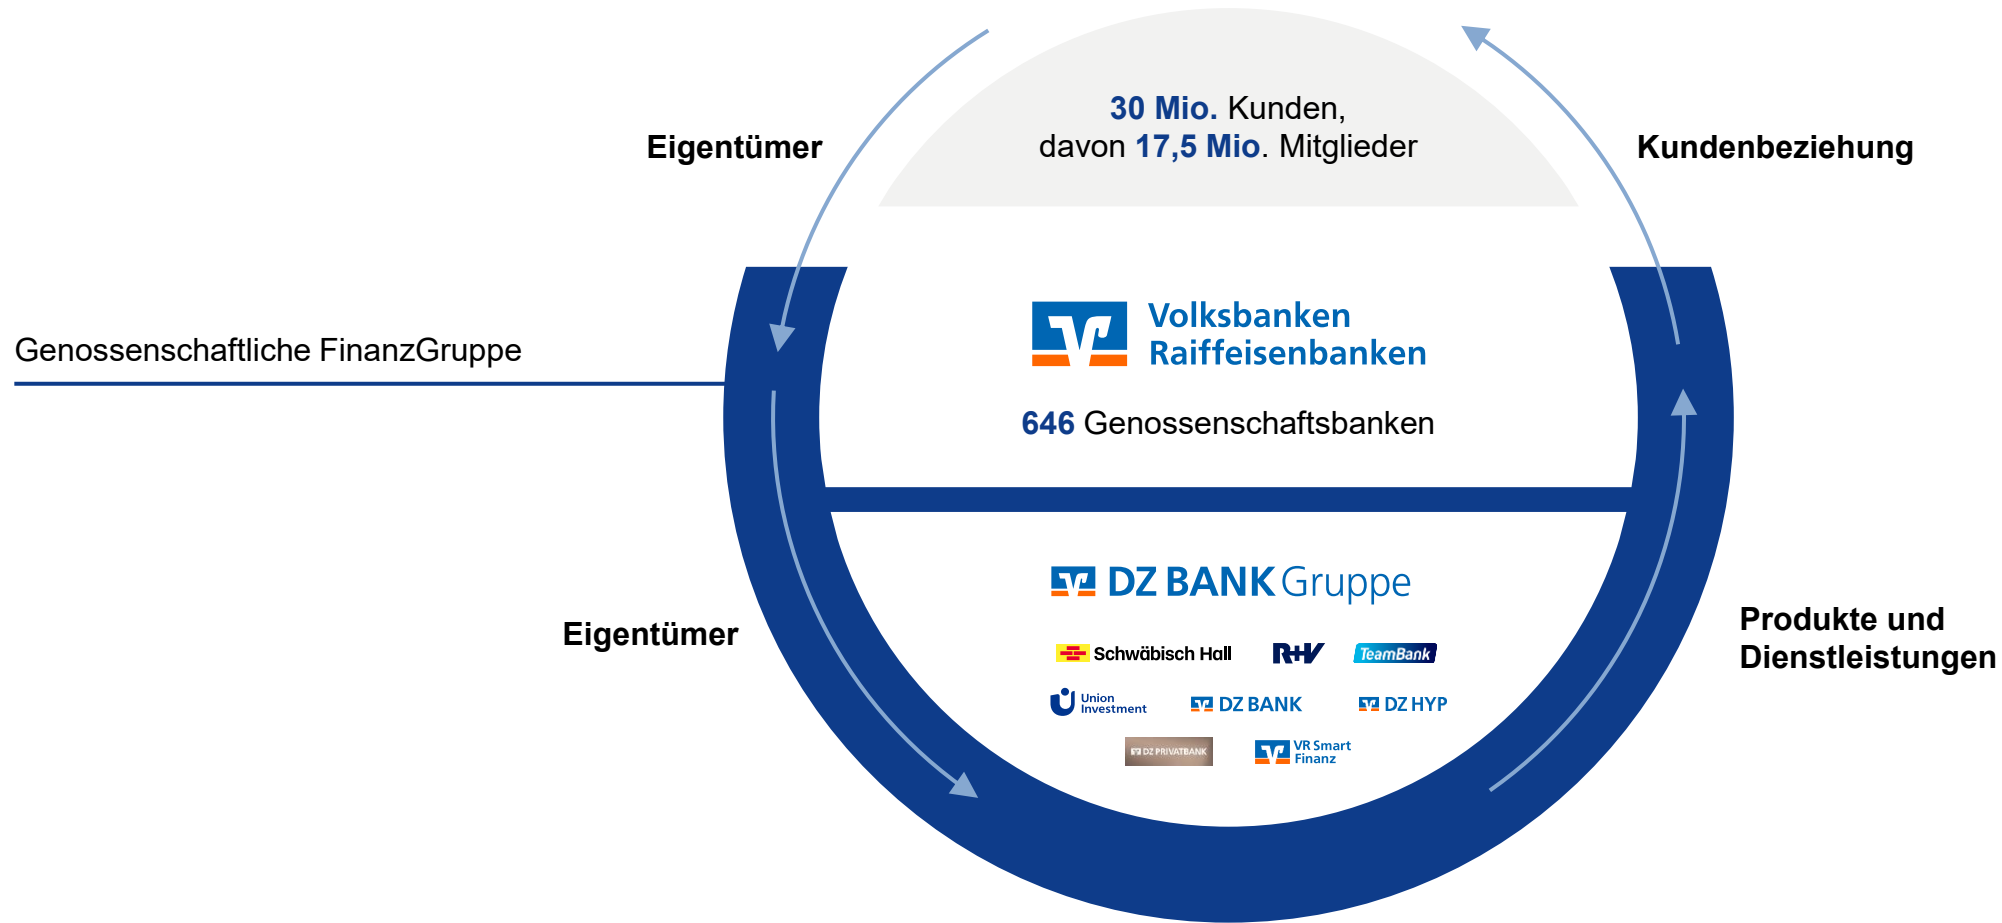 30 Mio. Kunden,
davon 17,5 Mio. Mitglieder
Eigentümer
Kundenbeziehung
Volksbanken
Raiffeisenbanken
Genossenschaftliche FinanzGruppe
646 Genossenschaftsbanken
DZ BANK Gruppe
Eigentümer
Produkte und
Dienstleistungen
Schwäbisch Hall
R+V
TeamBank
Union
Investment
DZ BANK
DZ HYP
DZ PRIVATBANK
VR Smart
Finanz